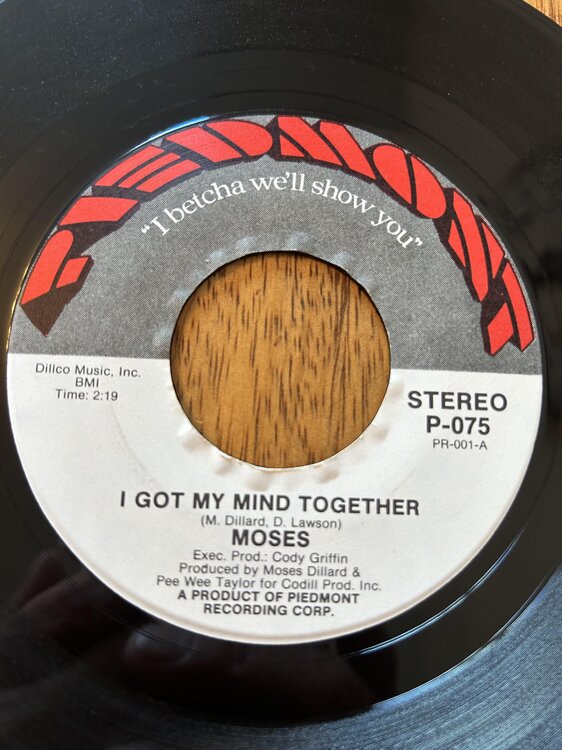 PIEDMONT
"I betcha we'll show you"
Dillco Music, Inc.
BMI
Time: 2:19
STEREO
P-075
PR-001-A
I GOT MY MIND TOGETHER
(M. Dillard, D. Lawson)
MOSES
Exec. Prod.: Cody Griffin
Produced by Moses Dillard &
Pee Wee Taylor for Codill Prod. Inc.
A PRODUCT OF PIEDMONT
RECORDING CORP.